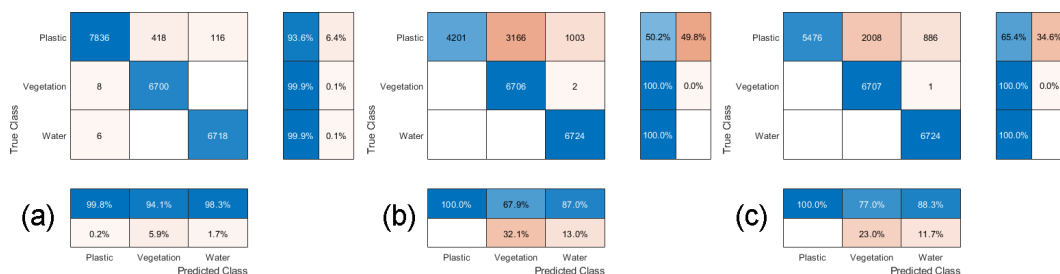 Plastic 7836 418 116 93.6% 6.4%
Vegetation 8 6700 99.9% 0.1%
Water 6 6718 99.9% 0.1%
True Class
99.8% 94.1% 98.3%
0.2% 5.9% 1.7%
Plastic Vegetation Water
Predicted Class
(a)
Plastic 4201 3166 1003 50.2% 49.8%
Vegetation 6706 2 100.0% 0.0%
Water 6724 100.0%
True Class
100.0% 67.9% 87.0%
32.1% 13.0%
Plastic Vegetation Water
Predicted Class
(b)
Plastic 5476 2008 886 65.4% 34.6%
Vegetation 6707 1 100.0% 0.0%
Water 6724 100.0%
True Class
100.0% 77.0% 88.3%
23.0% 11.7%
Plastic Vegetation Water
Predicted Class
(c)